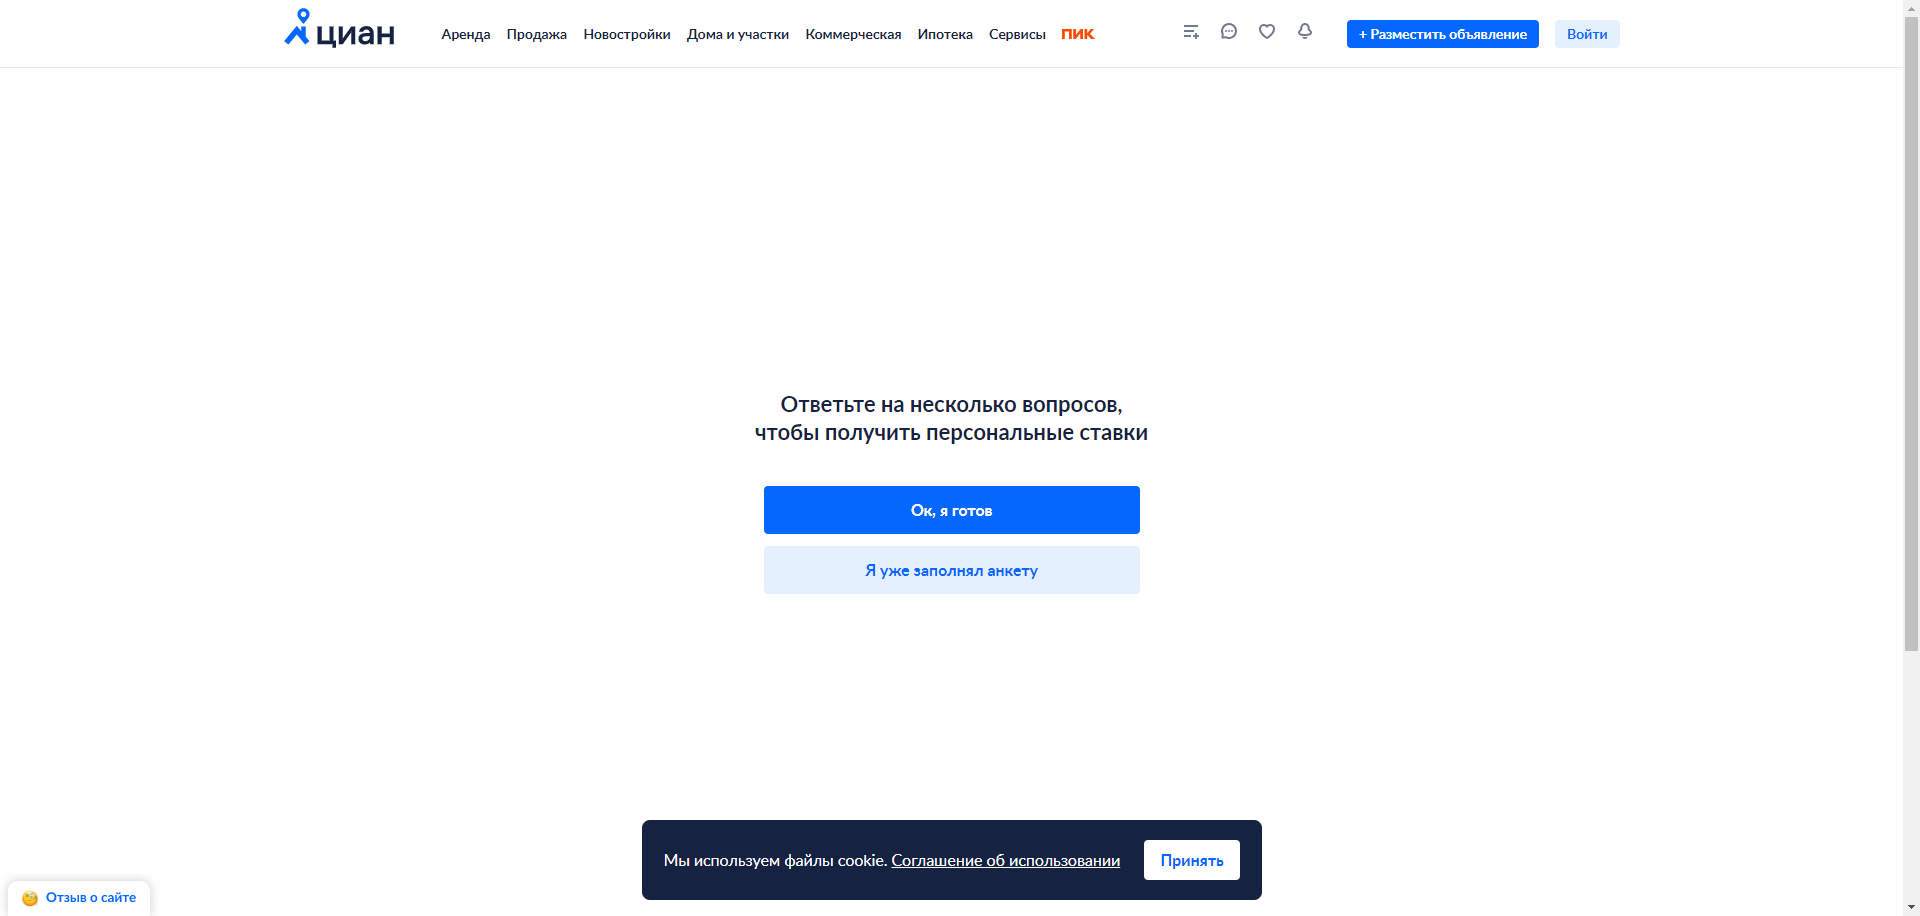 циан
Аренда Продажа Новостройки Дома и участки Коммерческая Ипотека Сервисы ПИК
+ Разместить объявление
Войти
Ответьте на несколько вопросов,
чтобы получить персональные ставки
Ок, я готов
Я уже заполнял анкету
Мы используем файлы cookie. Соглашение об использовании
Принять
Отзыв о сайте